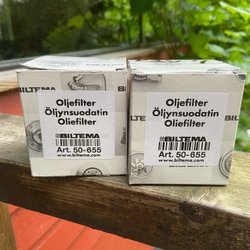 Oljefilter
Öljynsuodatin
Oliefilter
BILTEMA
Art. 50-655
www.biltema.com
Oljefilter
Öljynsuodatin
Oliefilter
BILTEMA
Art. 50-655
www.biltema.com